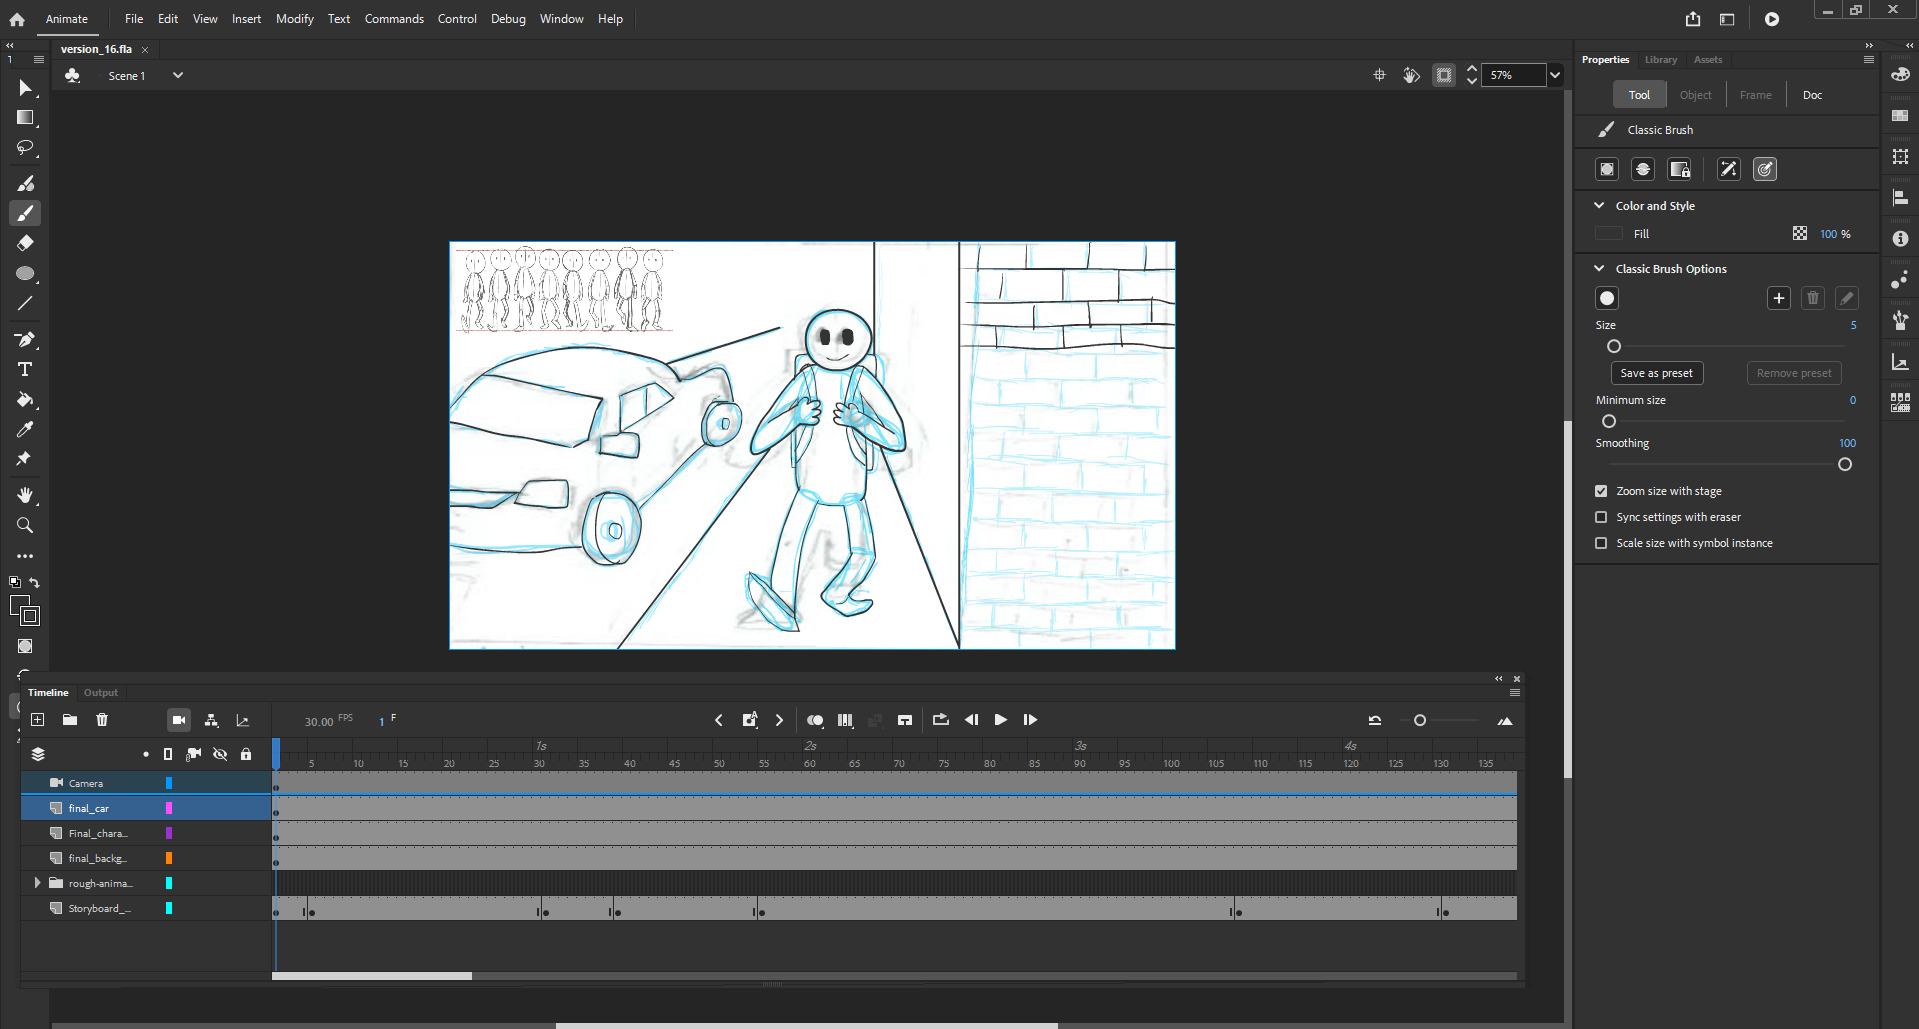 Animate File Edit View Insert Modify Text Commands Control Debug Window Help
version_16.fla
Scene 1
57%
1
Properties Library Assets
Tool Object Frame Doc
Classic Brush
Color and Style
Fill 100 %
Classic Brush Options
Size 5
Save as preset Remove preset
Minimum size 0
Smoothing 100
Zoom size with stage
Sync settings with eraser
Scale size with symbol instance
Timeline Output
30.00 FPS 1 F
1s 2s 3s 4s
5 10 15 20 25 30 35 40 45 50 55 60 65 70 75 80 85 90 95 100 105 110 115 120 125 130 135
Camera
final_car
Final_chara...
final_backg...
rough-anima...
Storyboard_...